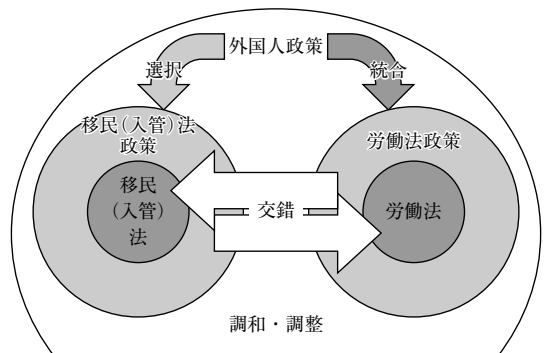 外国人政策
選択
統合
移民（入管）法
政策
労働法政策
移民
（入管）
法
交錯
労働法
調和・調整